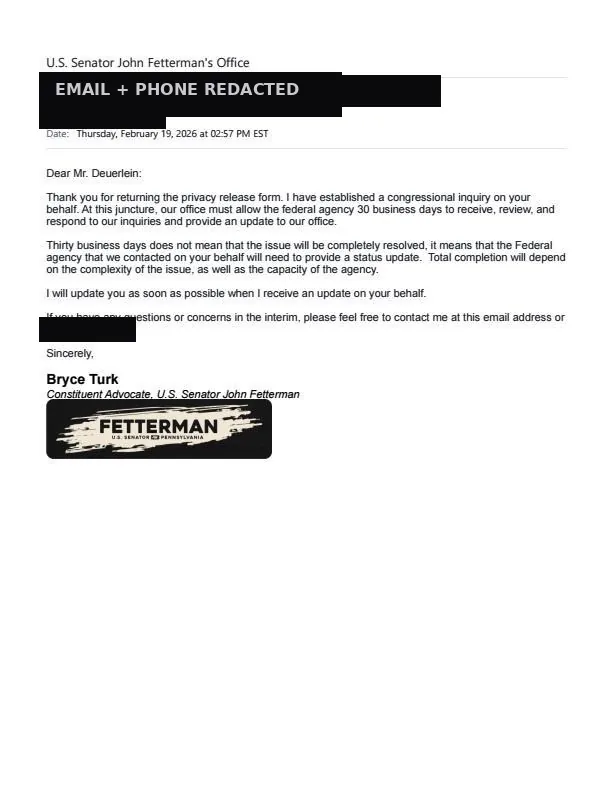 U.S. Senator John Fetterman's Office
EMAIL + PHONE REDACTED
Date: Thursday, February 19, 2026 at 02:57 PM EST
Dear Mr. Deuerlein:
Thank you for returning the privacy release form. I have established a congressional inquiry on your
behalf. At this juncture, our office must allow the federal agency 30 business days to receive, review, and
respond to our inquiries and provide an update to our office.
Thirty business days does not mean that the issue will be completely resolved, it means that the Federal
agency that we contacted on your behalf will need to provide a status update.  Total completion will depend
on the complexity of the issue, as well as the capacity of the agency.
I will update you as soon as possible when I receive an update on your behalf.
If you have any questions or concerns in the interim, please feel free to contact me at this email address or
Sincerely,
Bryce Turk
Constituent Advocate, U.S. Senator John Fetterman
FETTERMAN
U.S. SENATOR FOR PENNSYLVANIA